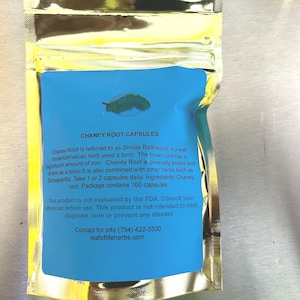 CHANEY ROOT CAPSULES
Chaney Root is referred to as Smilax Balbisiana is a well
known Jamaican herb used a tonic. The brown root has a
significant amount of iron. Chaney Root is generally boiled and
drank as a tonic it is also combined with other herbs such as
Sarsaparilla. Take 1 or 2 capsules daily. Ingredients: Chaney
root. Package contains 100 capsules.
The product is not evaluated by the FDA. Consult your
physician before use. This product is not intended to treat,
diagnose, cure or prevent any disease
Contact for info (754) 422-3330
leafoflifeherbs.com